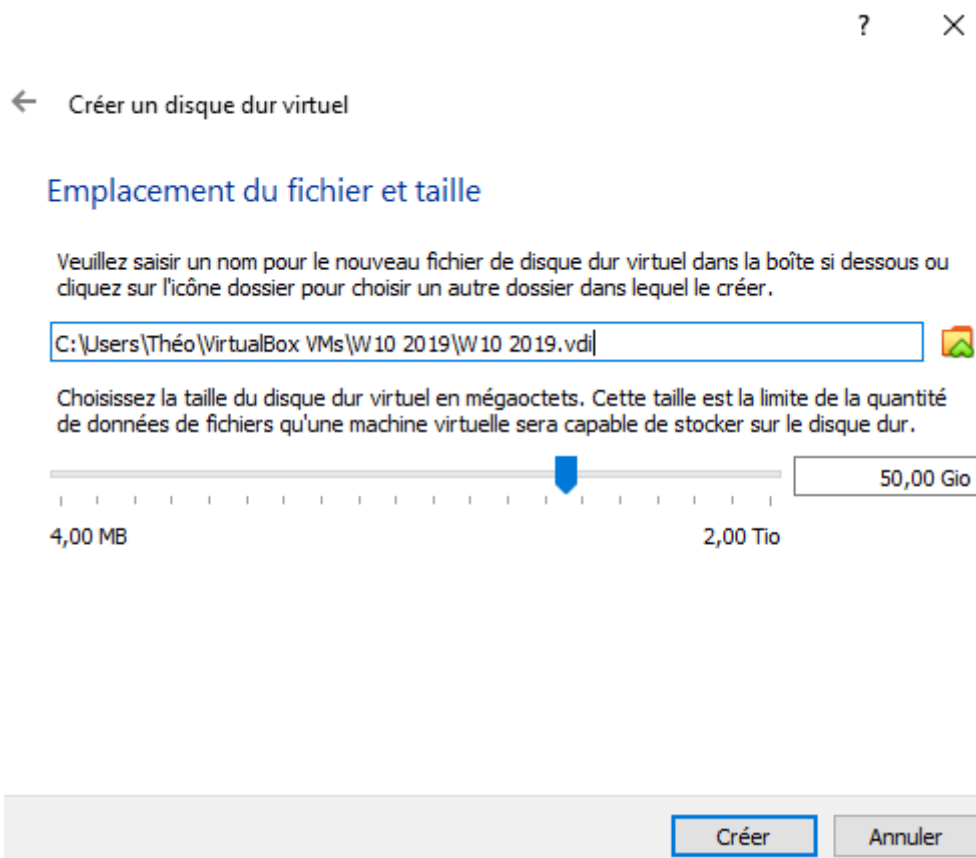 ?
Créer un disque dur virtuel
Emplacement du fichier et taille
Veuillez saisir un nom pour le nouveau fichier de disque dur virtuel dans la boîte si dessous ou
cliquez sur l'icône dossier pour choisir un autre dossier dans lequel le créer.
C:\Users\Théo\VirtualBox VMs\W10 2019\W10 2019.vdi
Choisissez la taille du disque dur virtuel en mégaoctets. Cette taille est la limite de la quantité
de données de fichiers qu'une machine virtuelle sera capable de stocker sur le disque dur.
50,00 Gio
4,00 MB 2,00 Tio
Créer Annuler